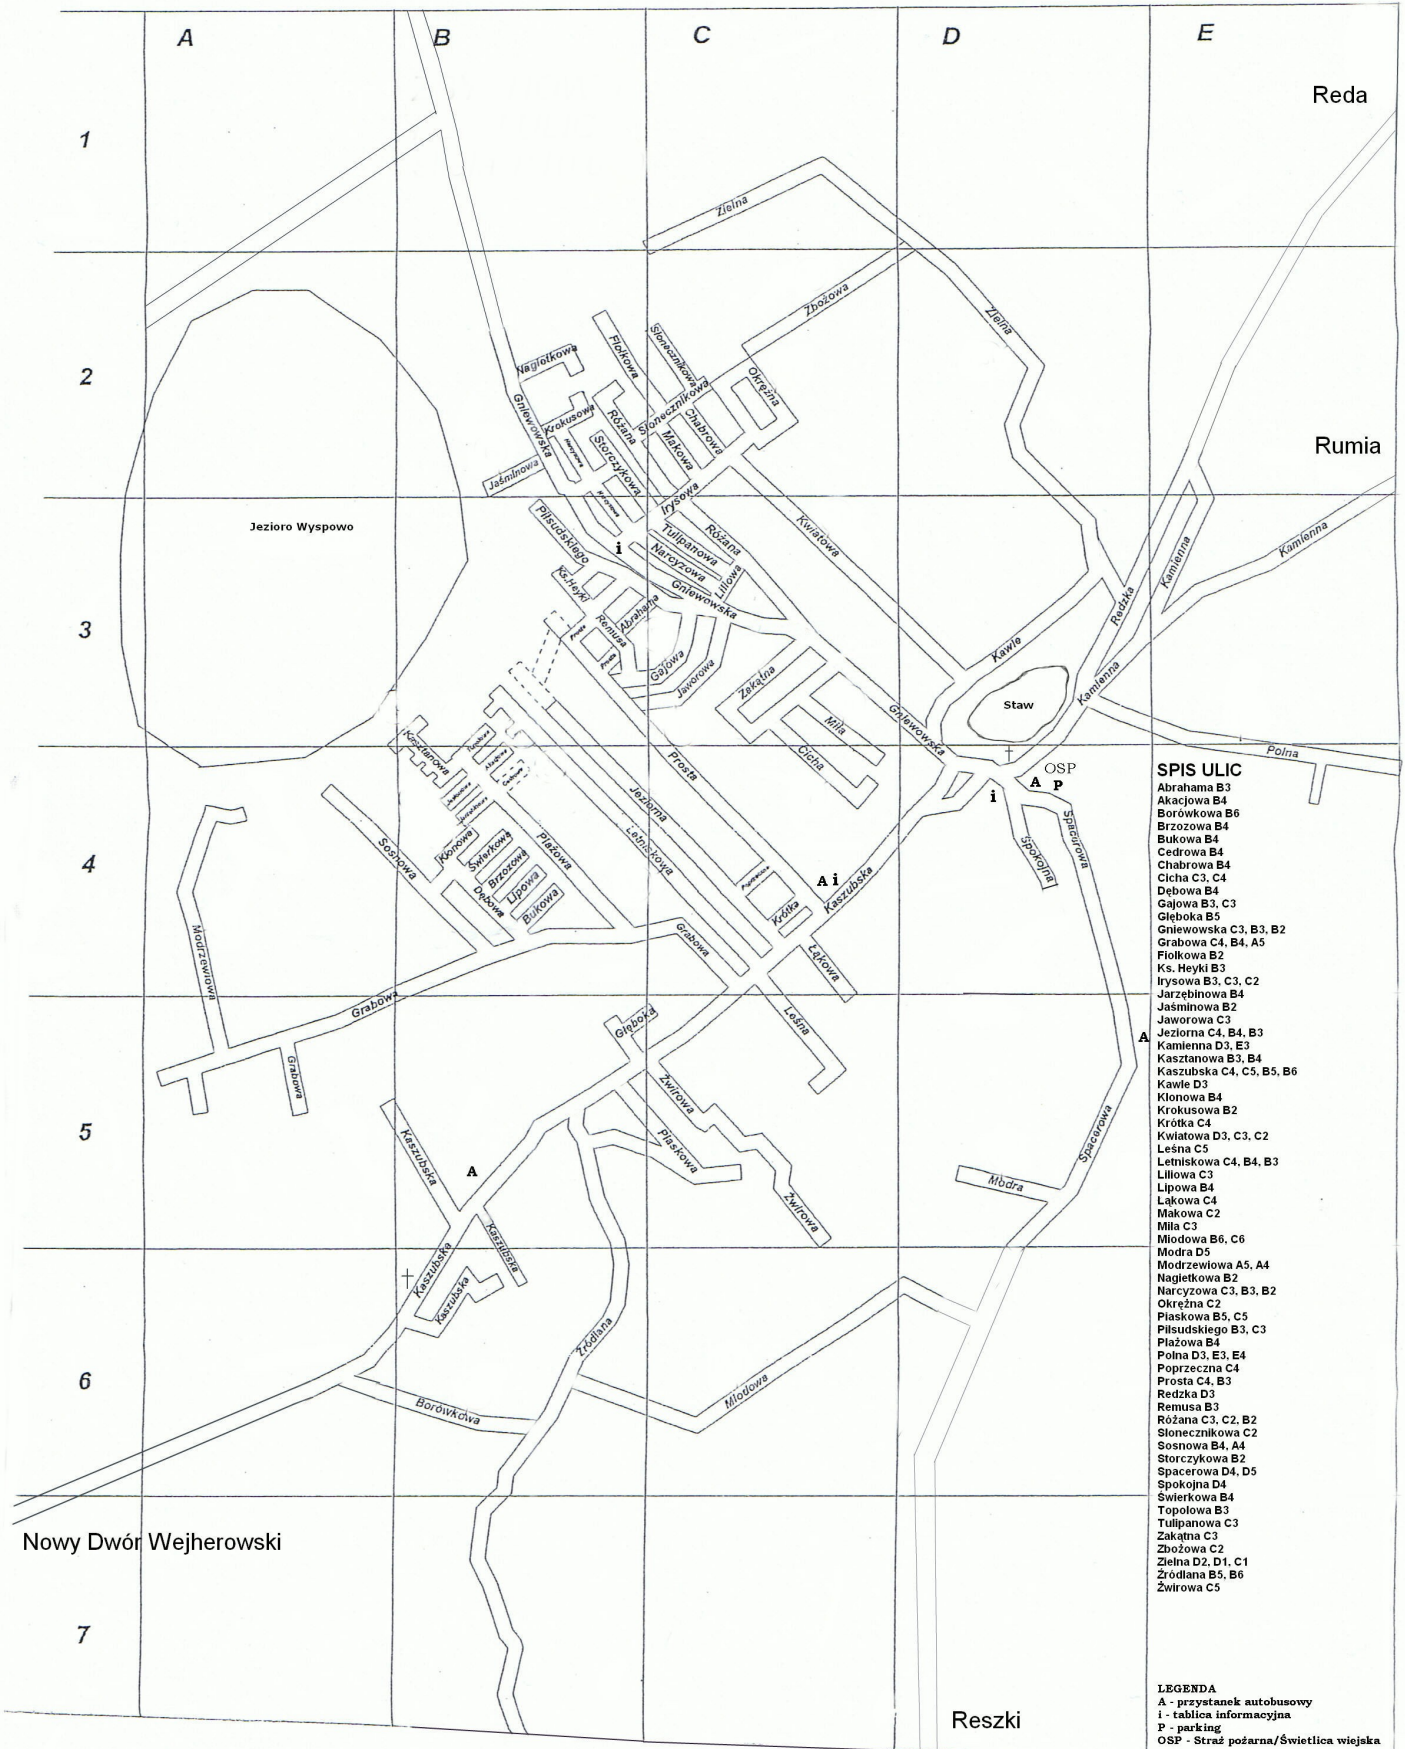 A
B
C
D
E
Reda
1
Zielna
Zbożowa
Zielna
2
Nagietkowa
Fiołkowa
Słonecznikowa
Okrężna
Gniewowska
Krokusowa
Różana
Słonecznikowa
Chabrowa
Makowa
Storczykowa
Narcyzowa
Jaśminowa
Rumia
Irysowa
Narcyzowa
Piłsudskiego
Jezioro Wyspowo
i
Tulipanowa
Różana
Kwiatowa
Narcyzowa
Liliowa
Kamienna
Kamienna
Ks.Heyki
Gniewowska
Abrahama
Redzka
3
Remusa
Prosta
Prosta
Gajowa
Jaworowa
Kawle
Zakątna
Kamienna
Staw
Gniewowska
Miła
Cicha
Kasztanowa
Topolowa
Akacjowa
Cedrowa
Prosta
Polna
OSP
A
P
i
Jeziorna
Letniskowa
Plażowa
Sosnowa
Klonowa
Świerkowa
Brzozowa
Lipowa
Bukowa
Dębowa
Spacerowa
Spokojna
4
Poprzeczna
A i
Kaszubska
Krótka
Łąkowa
Grabowa
Modrzewiowa
Grabowa
Głęboka
Leśna
A
Grabowa
Żwirowa
5
Kaszubska
A
Piaskowa
Spacerowa
Modra
Żwirowa
Kaszubska
Kaszubska
Kaszubska
Źródlana
6
Miodowa
Borówkowa
Nowy Dwór Wejherowski
7
Reszki
SPIS ULIC
Abrahama B3
Akacjowa B4
Borówkowa B6
Brzozowa B4
Bukowa B4
Cedrowa B4
Chabrowa B4
Cicha C3, C4
Dębowa B4
Gajowa B3, C3
Głęboka B5
Gniewowska C3, B3, B2
Grabowa C4, B4, A5
Fiołkowa B2
Ks. Heyki B3
Irysowa B3, C3, C2
Jarzębinowa B4
Jaśminowa B2
Jaworowa C3
Jeziorna C4, B4, B3
Kamienna D3, E3
Kasztanowa B3, B4
Kaszubska C4, C5, B5, B6
Kawle D3
Klonowa B4
Krokusowa B2
Krótka C4
Kwiatowa D3, C3, C2
Leśna C5
Letniskowa C4, B4, B3
Liliowa C3
Lipowa B4
Łąkowa C4
Makowa C2
Miła C3
Miodowa B6, C6
Modra D5
Modrzewiowa A5, A4
Nagietkowa B2
Narcyzowa C3, B3, B2
Okrężna C2
Piaskowa B5, C5
Piłsudskiego B3, C3
Plażowa B4
Polna D3, E3, E4
Poprzeczna C4
Prosta C4, B3
Redzka D3
Remusa B3
Różana C3, C2, B2
Słonecznikowa C2
Sosnowa B4, A4
Storczykowa B2
Spacerowa D4, D5
Spokojna D4
Świerkowa B4
Topolowa B3
Tulipanowa C3
Zakątna C3
Zbożowa C2
Zielna D2, D1, C1
Źródlana B5, B6
Żwirowa C5
LEGENDA
A - przystanek autobusowy
i - tablica informacyjna
P - parking
OSP - Straż pożarna/Świetlica wiejska